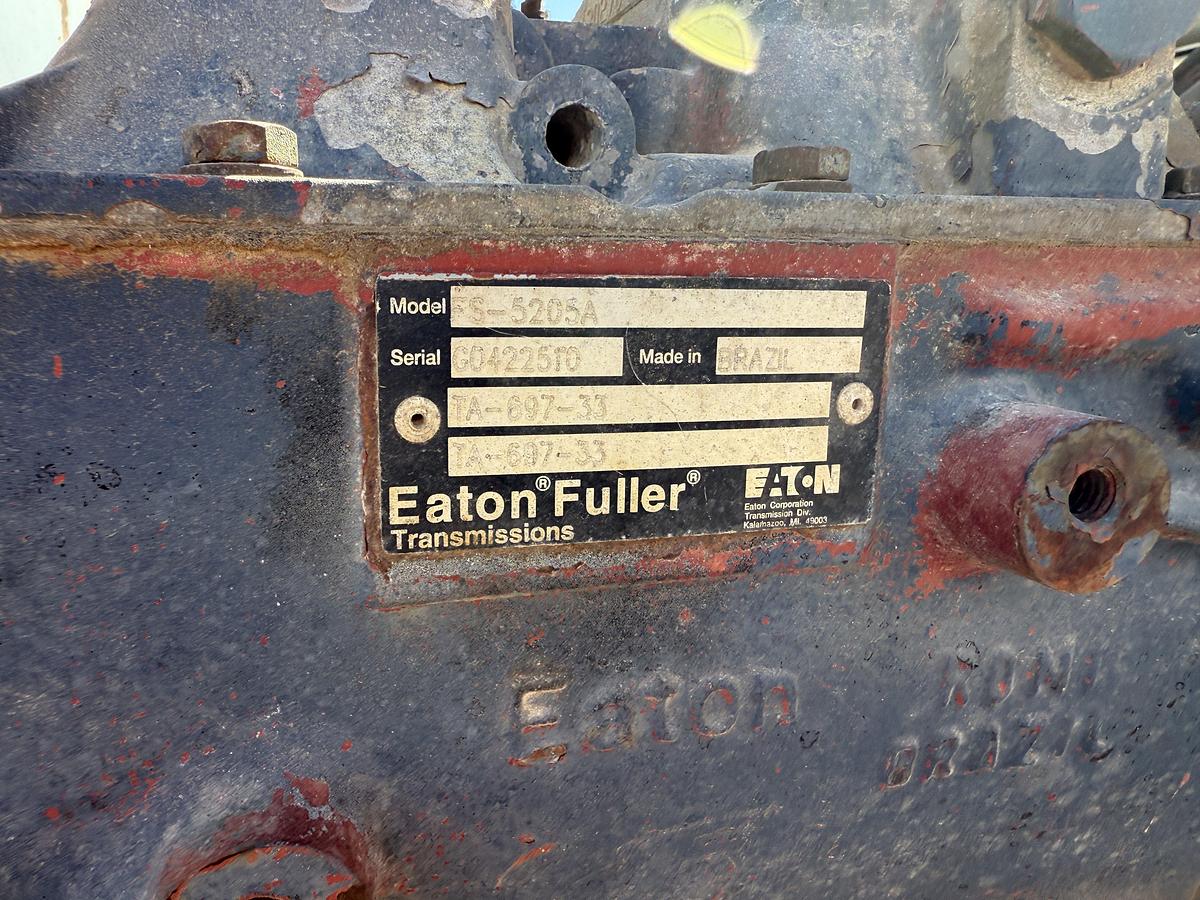 Model FS-5205A
Serial G0422510 Made in BRAZIL
TA-697-33
TA-697-33
Eaton® Fuller®
Transmissions
EATON
Eaton Corporation
Transmission Div.
Kalamazoo, MI. 49003
Eaton
BRAZIL